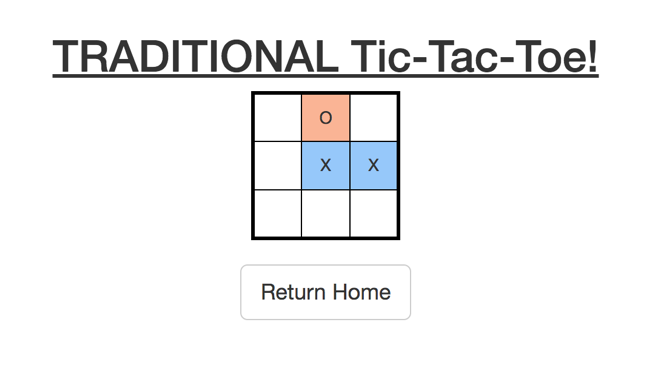 TRADITIONAL Tic-Tac-Toe!
O
X X
Return Home